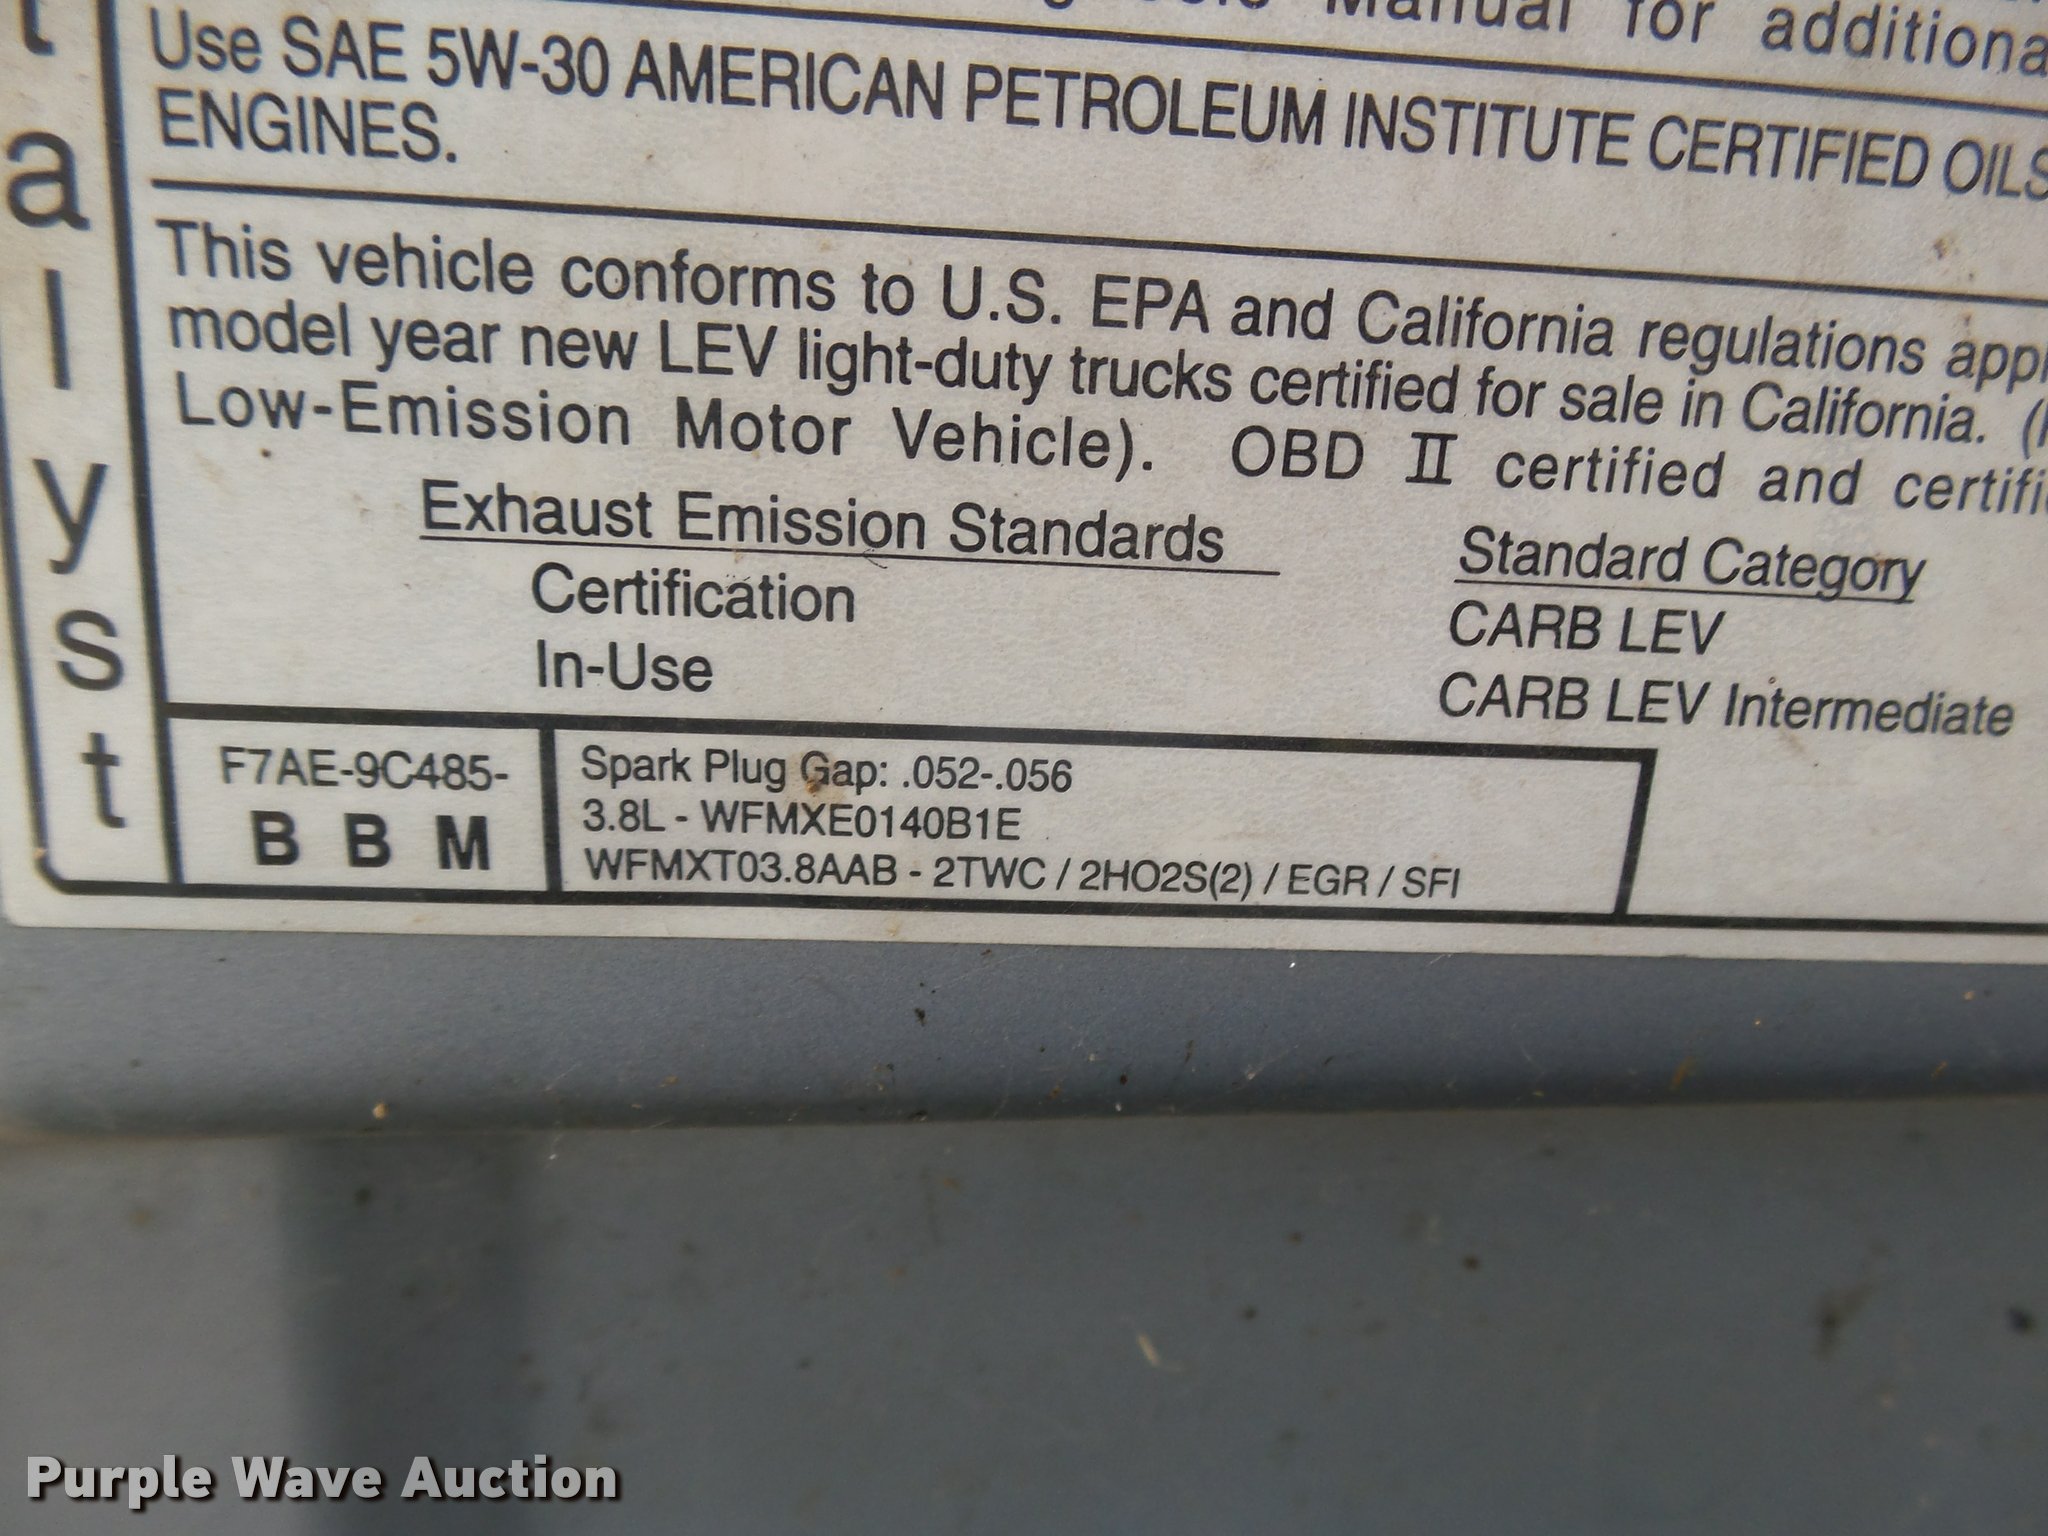 Manual for additional
Use SAE 5W-30 AMERICAN PETROLEUM INSTITUTE CERTIFIED OILS
ENGINES.
This vehicle conforms to U.S. EPA and California regulations
model year new LEV light-duty trucks certified for sale in California.
Low-Emission Motor Vehicle). OBD II certified and
Exhaust Emission Standards Standard Category
Certification CARB LEV
In-Use CARB LEV Intermediate
t a l y s t
F7AE-9C485-
B B M
Spark Plug Gap: .052-.056
3.8L - WFMXE0140B1E
WFMXT03.8AAB - 2TWC / 2HO2S(2) / EGR / SFI
Purple Wave Auction